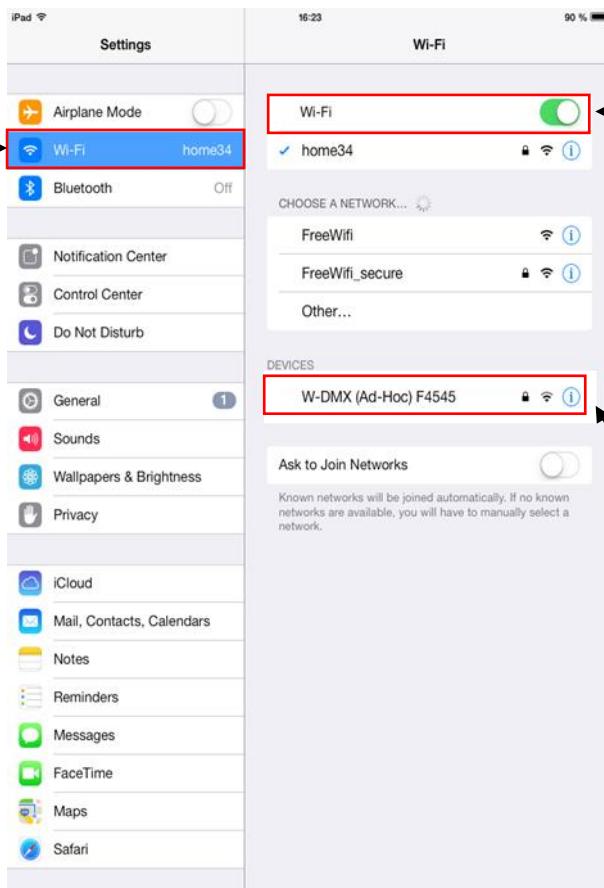 iPad 16:23 90 %
Settings
Airplane Mode
Wi-Fi home34
Bluetooth Off
Notification Center
Control Center
Do Not Disturb
General 1
Sounds
Wallpapers & Brightness
Privacy
iCloud
Mail, Contacts, Calendars
Notes
Reminders
Messages
FaceTime
Maps
Safari
Wi-Fi
Wi-Fi
home34
CHOOSE A NETWORK...
FreeWifi
FreeWifi_secure
Other...
DEVICES
W-DMX (Ad-Hoc) F4545
Ask to Join Networks
Known networks will be joined automatically. If no known
networks are available, you will have to manually select a
network.